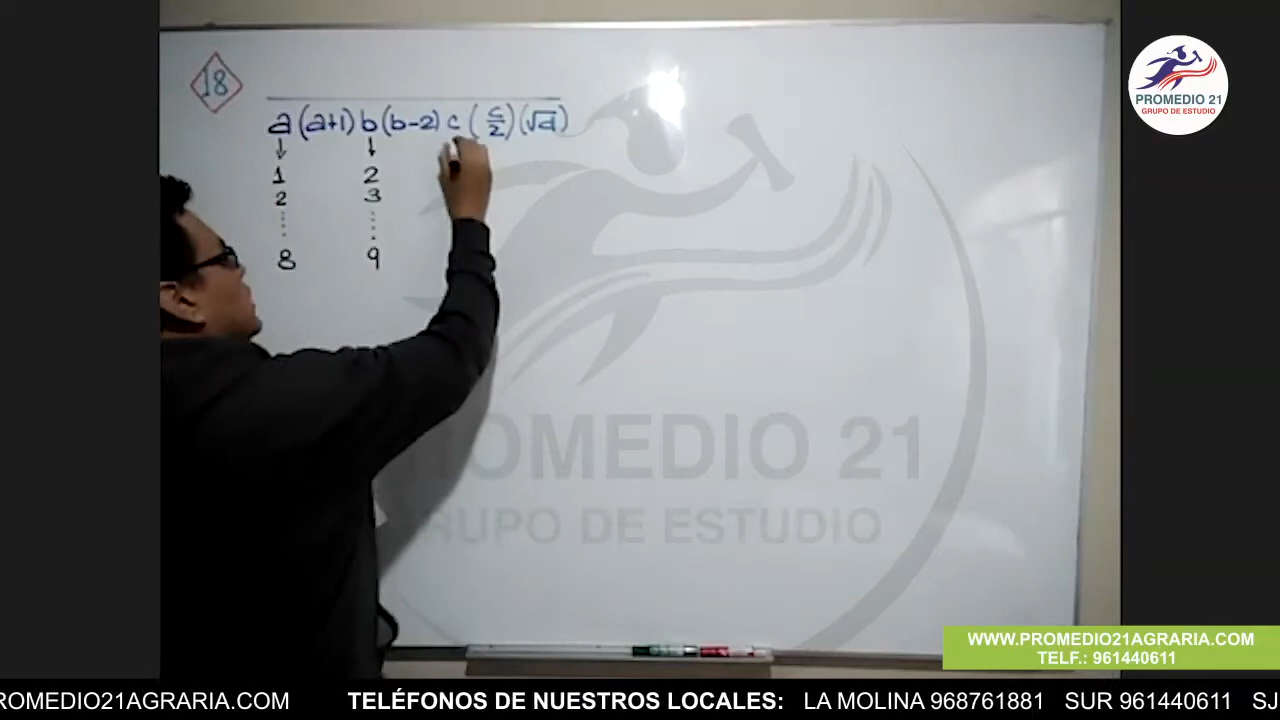 18
a(a+1)b(b-2)c(c/2)(√d)
↓ ↓
1 2
2 3
8 9
PROMEDIO 21
GRUPO DE ESTUDIO
OMEDIO 21
GRUPO DE ESTUDIO
WWW.PROMEDIO21AGRARIA.COM
TELF.: 961440611
ROMEDIO21AGRARIA.COM TELÉFONOS DE NUESTROS LOCALES: LA MOLINA 968761881 SUR 961440611 SJ